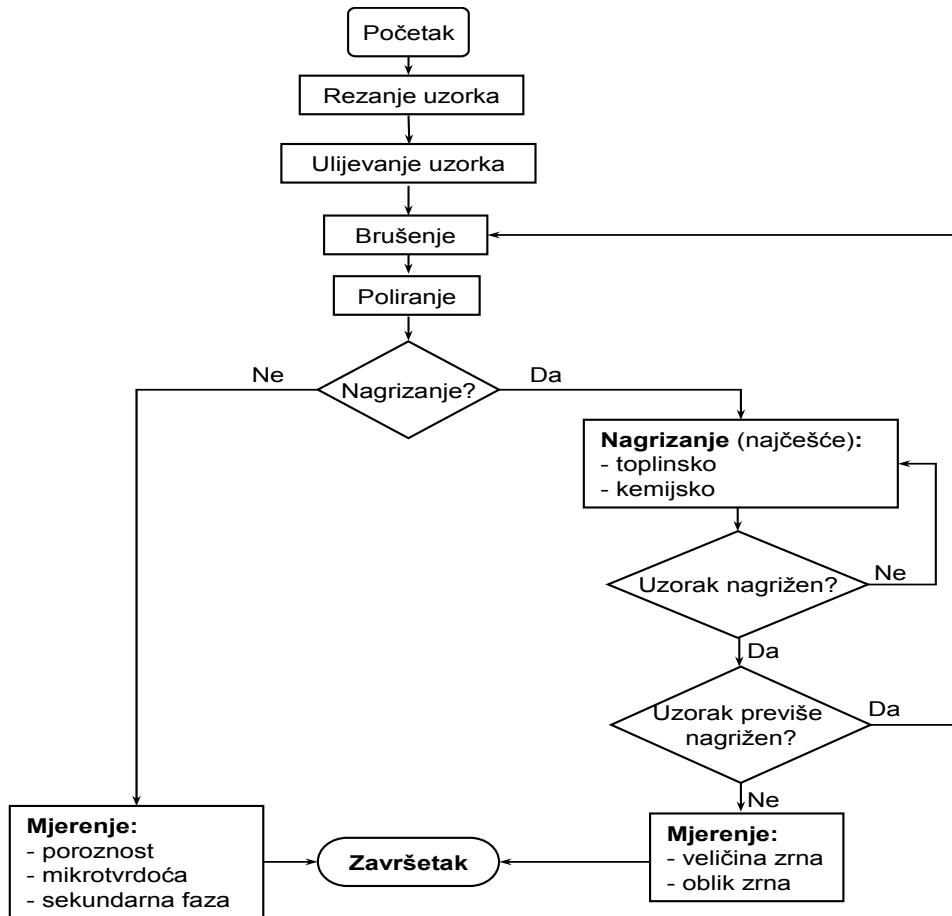 Početak
Rezanje uzorka
Ulijevanje uzorka
Brušenje
Poliranje
Nagrizanje?
Ne
Da
Nagrizanje (najčešće):
- toplinsko
- kemijsko
Uzorak nagrižen?
Ne
Da
Uzorak previše
nagrižen?
Da
Ne
Mjerenje:
- poroznost
- mikrotvrdoća
- sekundarna faza
Završetak
Mjerenje:
- veličina zrna
- oblik zrna